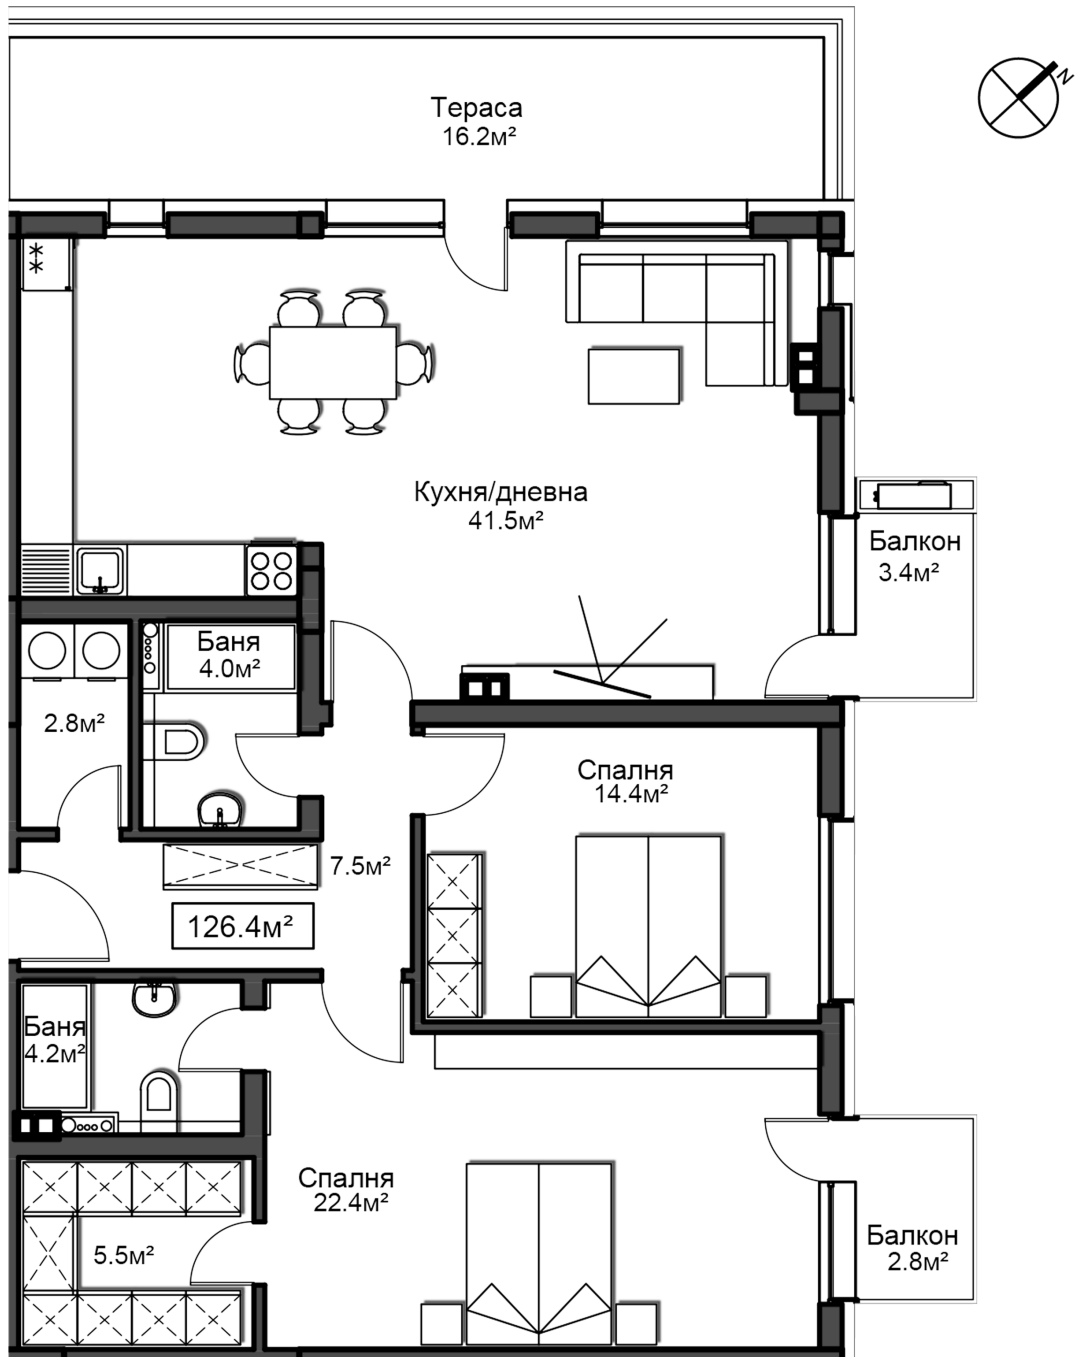 N
Тераса
16.2м²
Кухня/дневна
41.5м²
Балкон
3.4м²
Баня
4.0м²
2.8м²
Спалня
14.4м²
7.5м²
126.4м²
Баня
4.2м²
Спалня
22.4м²
5.5м²
Балкон
2.8м²